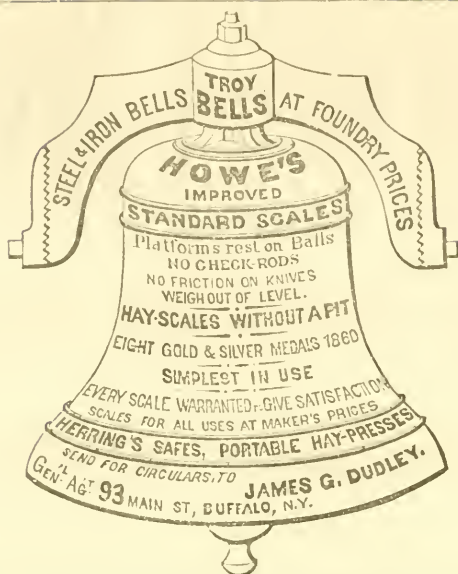 TROY
BELLS
STEEL & IRON BELLS
AT FOUNDRY PRICES
HOWE'S
IMPROVED
STANDARD SCALES
Platforms rest on Balls
NO CHECK-RODS
NO FRICTION ON KNIVES
WEIGH OUT OF LEVEL.
HAY-SCALES WITHOUT A PIT
EIGHT GOLD & SILVER MEDALS 1860
SIMPLEST IN USE
EVERY SCALE WARRANTED TO GIVE SATISFACTION
SCALES FOR ALL USES AT MAKER'S PRICES
HERRING'S SAFES, PORTABLE HAY-PRESSES
SEND FOR CIRCULARS, TO
JAMES G. DUDLEY.
GENL AGT 93 MAIN ST, BUFFALO, N.Y.